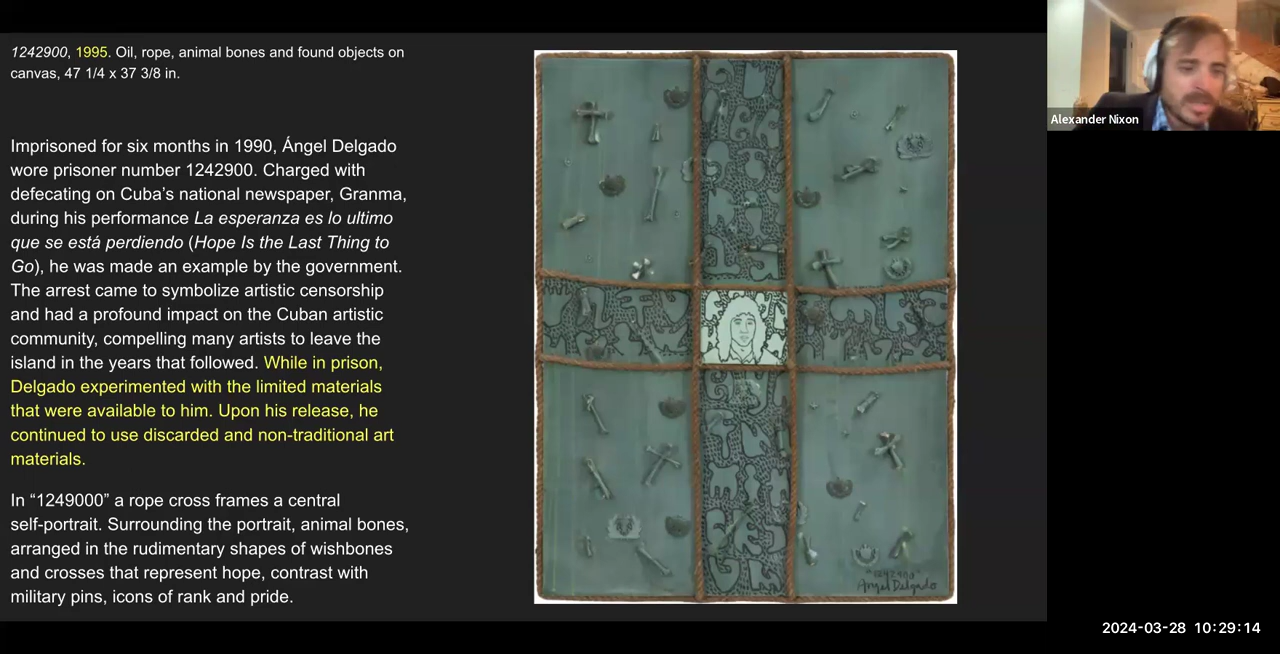 1242900, 1995. Oil, rope, animal bones and found objects on
canvas, 47 1/4 x 37 3/8 in.
Imprisoned for six months in 1990, Ángel Delgado
wore prisoner number 1242900. Charged with
defecating on Cuba’s national newspaper, Granma,
during his performance La esperanza es lo ultimo
que se está perdiendo (Hope Is the Last Thing to
Go), he was made an example by the government.
The arrest came to symbolize artistic censorship
and had a profound impact on the Cuban artistic
community, compelling many artists to leave the
island in the years that followed. While in prison,
Delgado experimented with the limited materials
that were available to him. Upon his release, he
continued to use discarded and non-traditional art
materials.
In “1249000” a rope cross frames a central
self-portrait. Surrounding the portrait, animal bones,
arranged in the rudimentary shapes of wishbones
and crosses that represent hope, contrast with
military pins, icons of rank and pride.
"1242900"
Angel Delgado
Alexander Nixon
2024-03-28 10:29:14